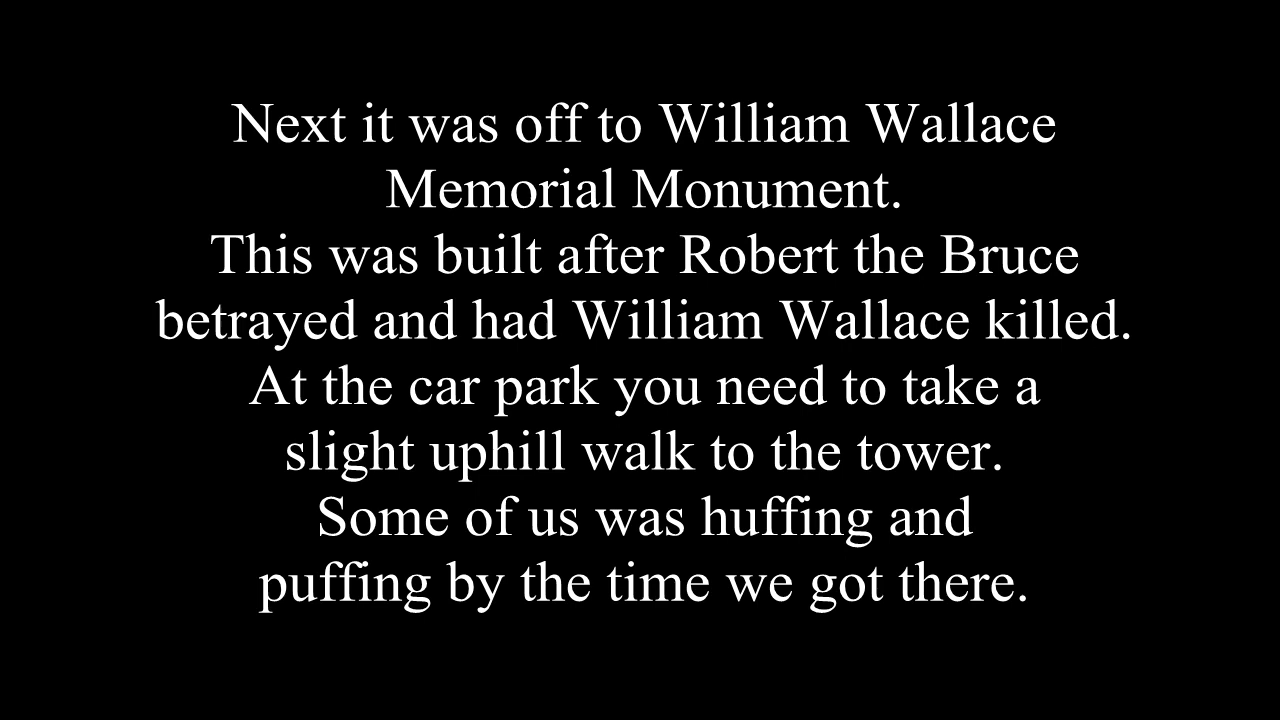 Next it was off to William Wallace
Memorial Monument.
This was built after Robert the Bruce
betrayed and had William Wallace killed.
At the car park you need to take a
slight uphill walk to the tower.
Some of us was huffing and
puffing by the time we got there.